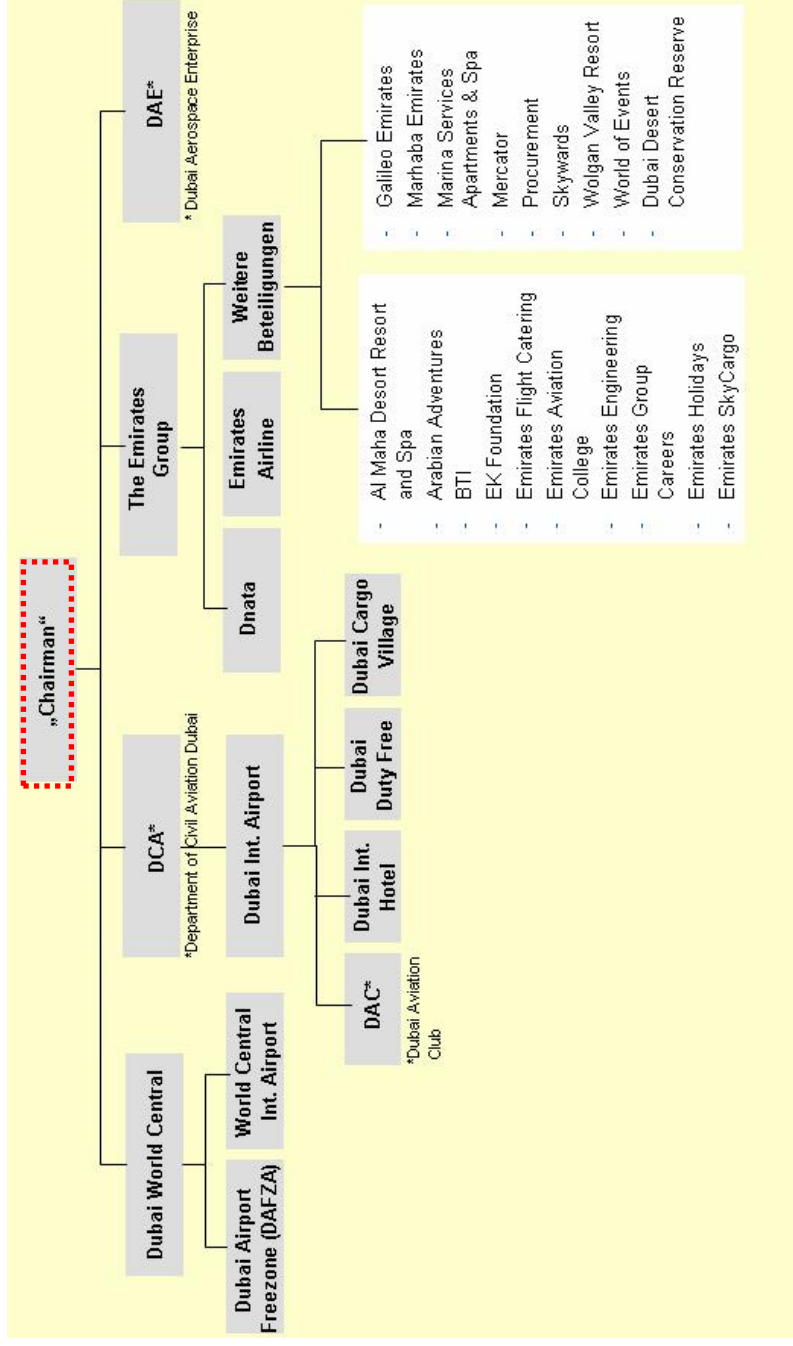 „Chairman“
Dubai World Central
DCA*
*Department of Civil Aviation Dubai
The Emirates
Group
DAE*
* Dubai Aerospace Enterprise
Dubai Airport
Freezone (DAFZA)
World Central
Int. Airport
Dubai Int. Airport
Dnata
Emirates
Airline
Weitere
Beteiligungen
DAC*
*Dubai Aviation
Club
Dubai Int.
Hotel
Dubai
Duty Free
Dubai Cargo
Village
- Al Maha Desort Resort
and Spa
- Arabian Adventures
- BTI
- EK Foundation
- Emirates Flight Catering
- Emirates Aviation
College
- Emirates Engineering
- Emirates Group
Careers
- Emirates Holidays
- Emirates SkyCargo
- Galileo Emirates
- Marhaba Emirates
- Marina Services
Apartments & Spa
- Mercator
- Procurement
- Skywards
- Wolgan Valley Resort
- World of Events
- Dubai Desert
Conservation Reserve